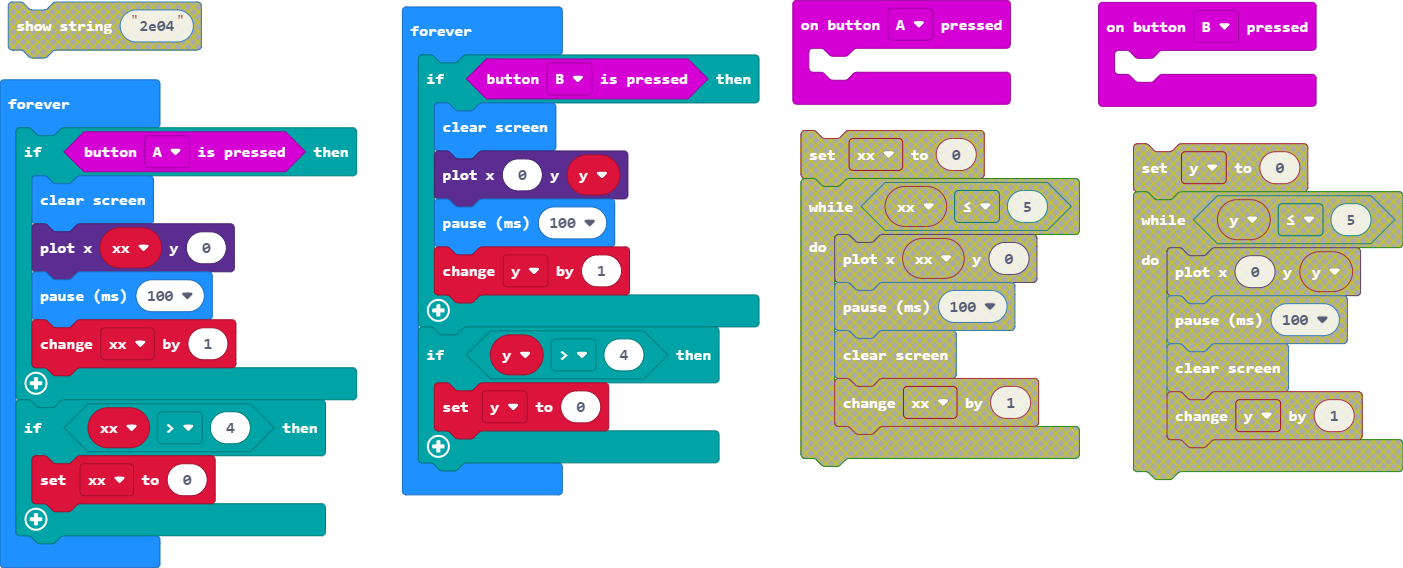 show string "2e04"
forever
if button A is pressed then
clear screen
plot x xx y 0
pause (ms) 100
change xx by 1
if xx > 4 then
set xx to 0
forever
if button B is pressed then
clear screen
plot x 0 y y
pause (ms) 100
change y by 1
if y > 4 then
set y to 0
on button A pressed
set xx to 0
while xx ≤ 5
do
plot x xx y 0
pause (ms) 100
clear screen
change xx by 1
on button B pressed
set y to 0
while y ≤ 5
do
plot x 0 y y
pause (ms) 100
clear screen
change y by 1